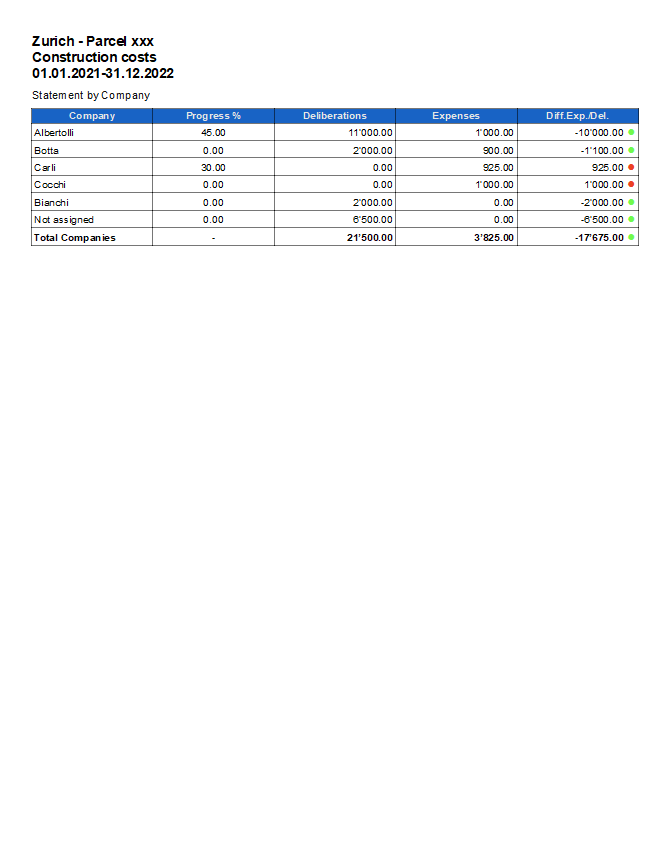 Zurich - Parcel xxx
Construction costs
01.01.2021-31.12.2022
Statement by Company
Company Progress % Deliberations Expenses Diff.Exp./Del.
Albertolli 45.00 11'000.00 1'000.00 -10'000.00
Botta 0.00 2'000.00 900.00 -1'100.00
Carli 30.00 0.00 925.00 925.00
Cocchi 0.00 0.00 1'000.00 1'000.00
Bianchi 0.00 2'000.00 0.00 -2'000.00
Not assigned 0.00 6'500.00 0.00 -6'500.00
Total Companies - 21'500.00 3'825.00 -17'675.00